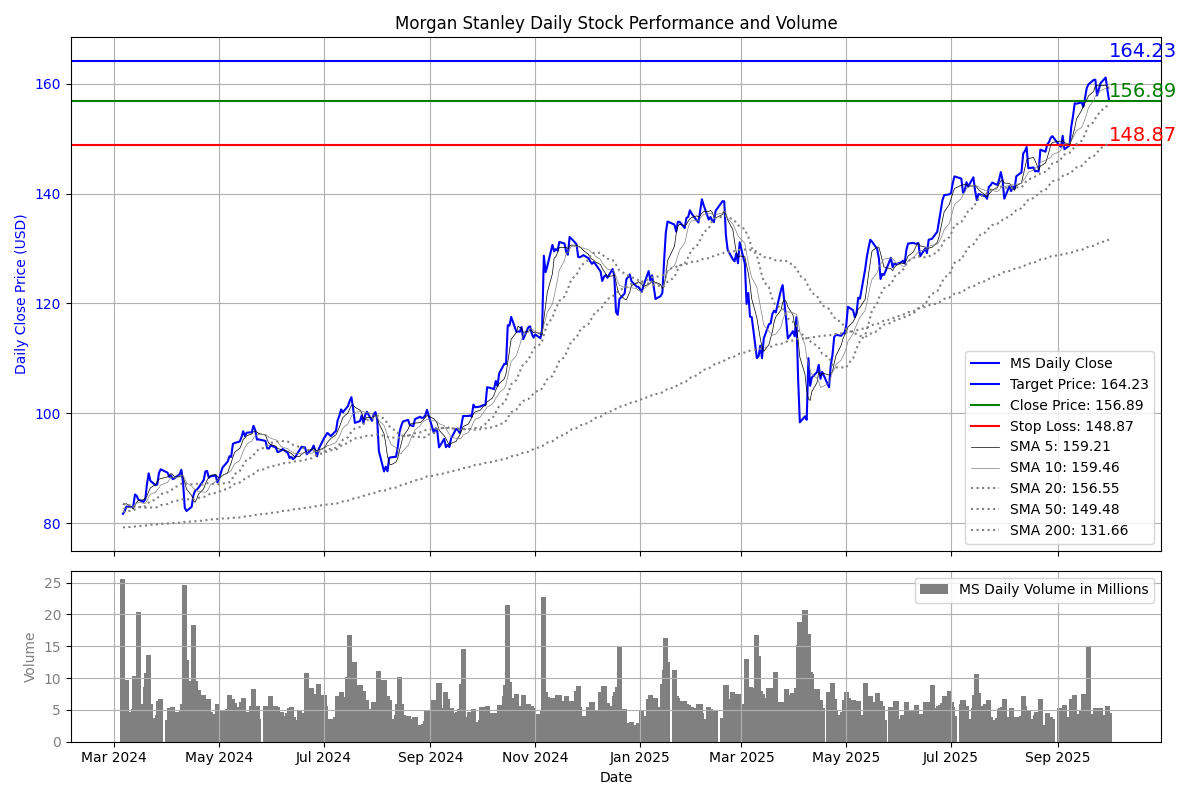 Morgan Stanley Daily Stock Performance and Volume
164.23
160
156.89
148.87
140
120
100
80
Daily Close Price (USD)
MS Daily Close
Target Price: 164.23
Close Price: 156.89
Stop Loss: 148.87
SMA 5: 159.21
SMA 10: 159.46
SMA 20: 156.55
SMA 50: 149.48
SMA 200: 131.66
25
20
15
10
5
0
Volume
MS Daily Volume in Millions
Mar 2024 May 2024 Jul 2024 Sep 2024 Nov 2024 Jan 2025 Mar 2025 May 2025 Jul 2025 Sep 2025
Date